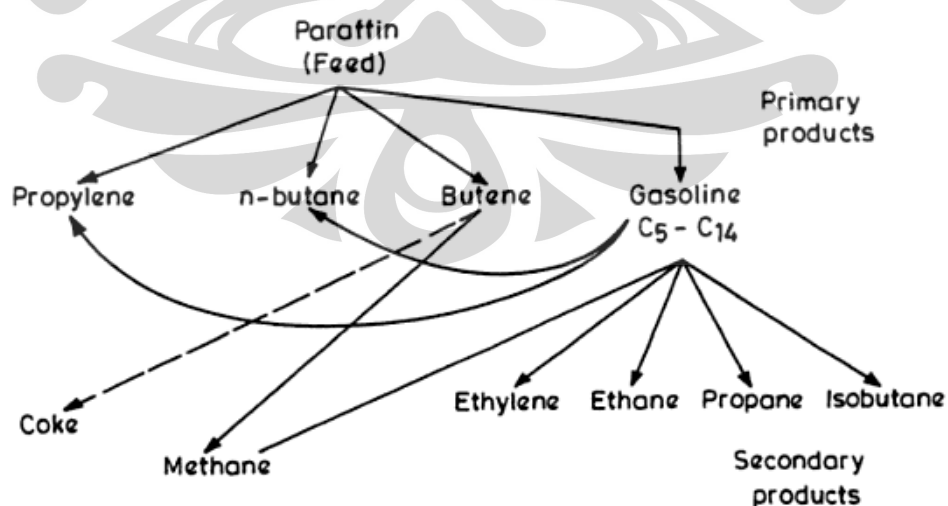 Paraffin
(Feed)
Primary
products
Propylene
n-butane
Butene
Gasoline
C5 - C14
Ethylene
Ethane
Propane
Isobutane
Coke
Methane
Secondary
products